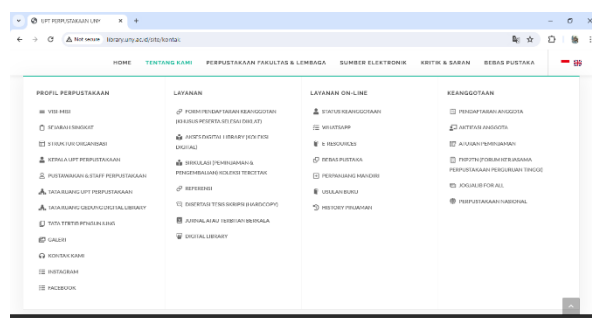 UPT PERPUSTAKAAN UNY
Not secure library.uny.ac.id/site/kontak
HOME TENTANG KAMI PERPUSTAKAAN FAKULTAS & LEMBAGA SUMBER ELEKTRONIK KRITIK & SARAN BEBAS PUSTAKA
PROFIL PERPUSTAKAAN
VISI MISI
SEJARAH SINGKAT
STRUKTUR ORGANISASI
KEPALA UPT PERPUSTAKAAN
PUSTAKAWAN & STAFF PERPUSTAKAAN
TATA RUANG UPT PERPUSTAKAAN
TATA RUANG GEDUNG DIGITAL LIBRARY
TATA TERTIB PENGUNJUNG
GALERI
KONTAK KAMI
INSTAGRAM
FACEBOOK
LAYANAN
FORM PENDAFTARAN KEANGGOTAAN
(KHUSUS PESERTA SELEKSI DIKLAT)
AKSES DIGITAL LIBRARY (KOLEKSI
DIGITAL)
SIRKULASI (PEMINJAMAN &
PENGEMBALIAN) KOLEKSI TERCETAK
REFERENSI
DISERTASI TESIS SKRIPSI (HARDCOPY)
JURNAL ATAU TERBITAN BERKALA
DIGITAL LIBRARY
LAYANAN ON-LINE
STATUS KEANGGOTAAN
WHATSAPP
E RESOURCES
BEBAS PUSTAKA
PERPANJANG MANDIRI
USULAN BUKU
HISTORY PINJAMAN
KEANGGOTAAN
PENDAFTARAN ANGGOTA
AKTIFASI ANGGOTA
ATURAN PEMINJAMAN
(FORUM KERJASAMA
PERPUSTAKAAN PERGURUAN TINGGI)
JOGJALIB FOR ALL
PERPUSTAKAAN NASIONAL